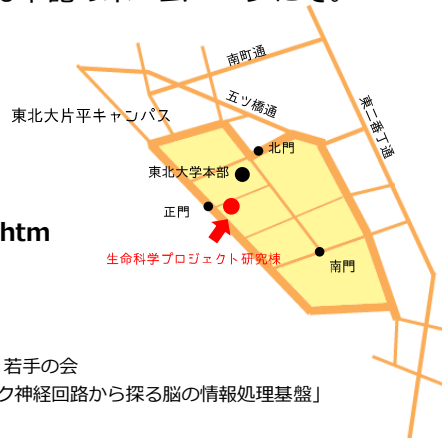 南町通
五ツ橋通
東二番丁通
東北大片平キャンパス
北門
東北大学本部
正門
htm
生命科学プロジェクト研究棟
南門
若手の会
ク神経回路から探る脳の情報処理基盤」